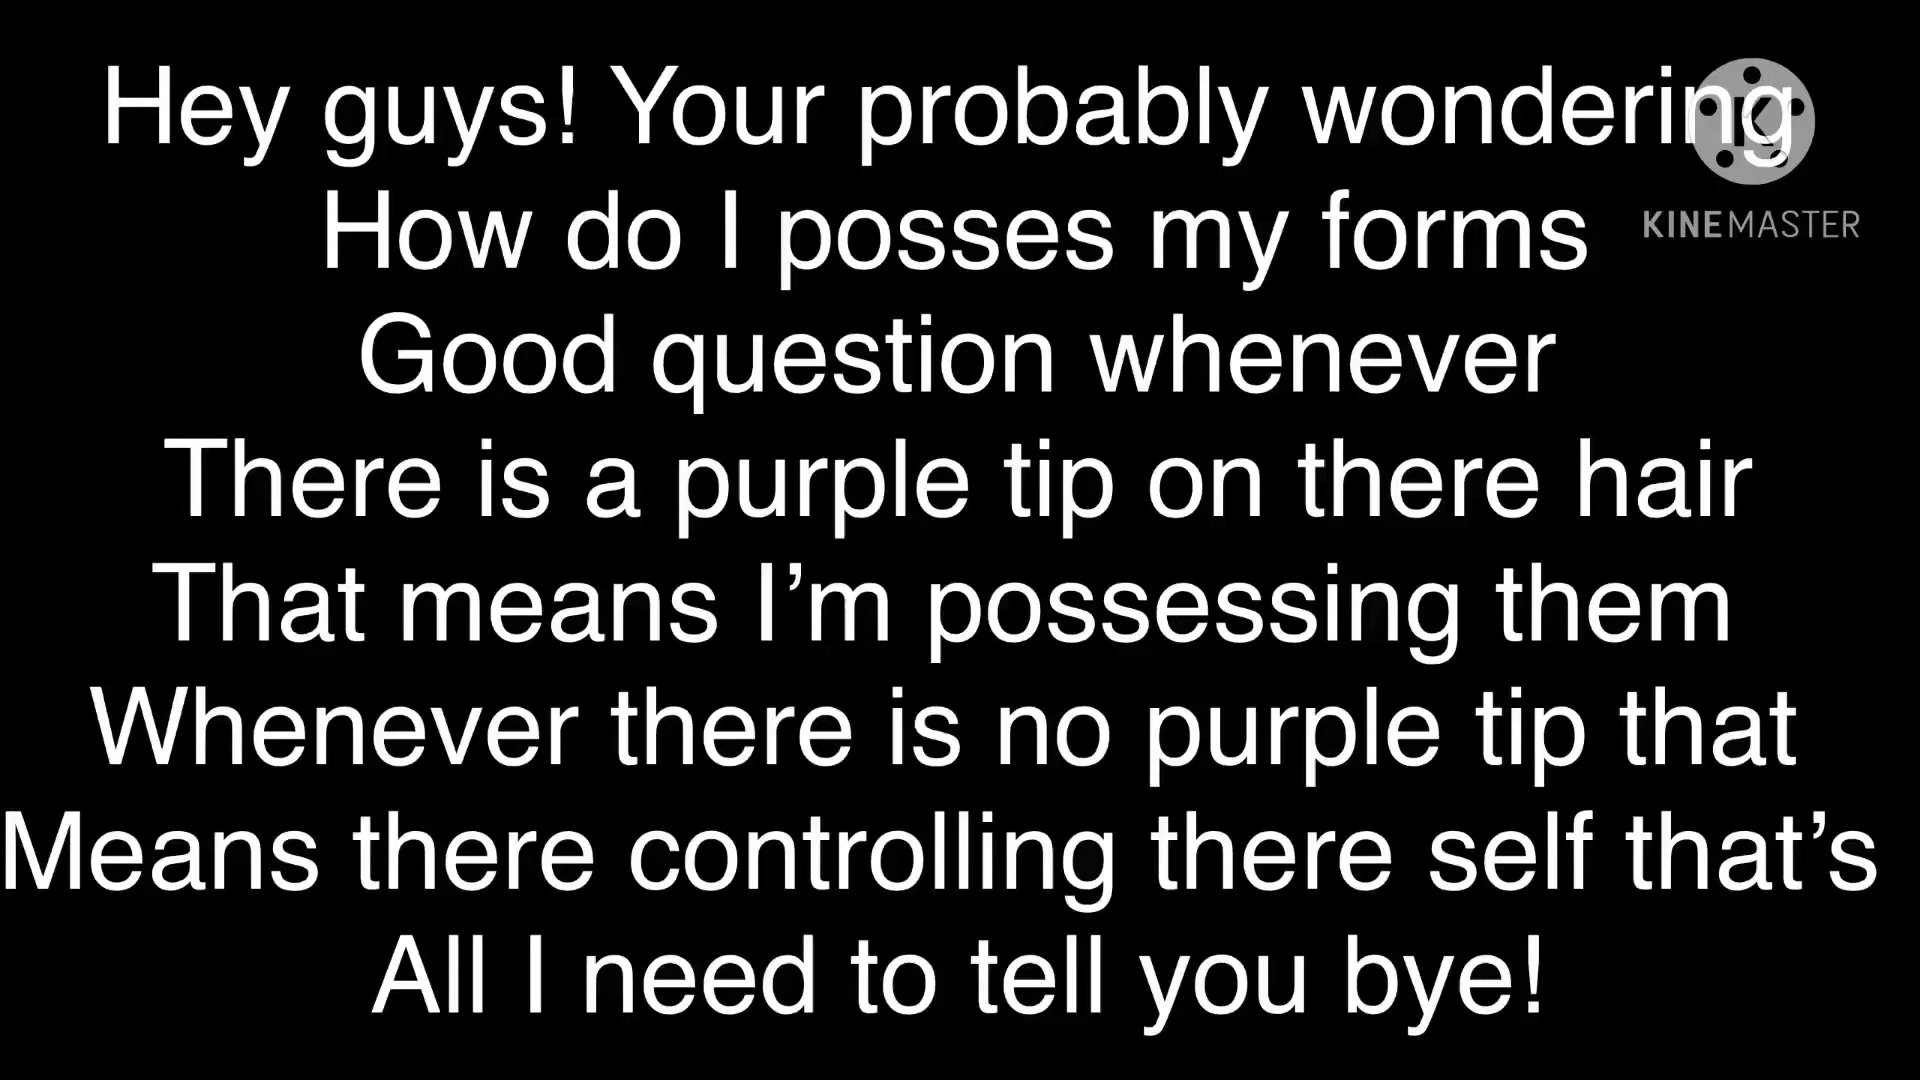 Hey guys! Your probably wondering
How do I posses my forms
Good question whenever
There is a purple tip on there hair
That means I’m possessing them
Whenever there is no purple tip that
Means there controlling there self that’s
All I need to tell you bye!
K
KINEMASTER